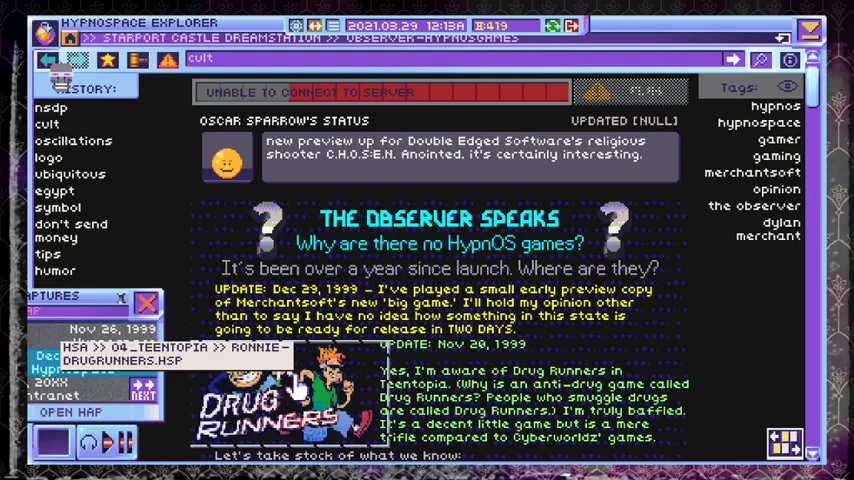 HYPNOSPACE EXPLORER
2021.03.29 12:13A
419
>> STARPORT CASTLE DREAMSTATION >> OBSERVER-HYPNOSGAMES
cult
HISTORY:
nsdp
cult
oscillations
logo
ubiquitous
egypt
symbol
don't send
money
tips
humor
UNABLE TO CONNECT TO SERVER
OSCAR SPARROW'S STATUS
UPDATED [NULL]
new preview up for Double Edged Software's religious
shooter C.H.O.S.E.N. Anointed. it's certainly interesting.
THE OBSERVER SPEAKS
Why are there no HypnOS games?
It's been over a year since launch. Where are they?
UPDATE: Dec 29, 1999 - I've played a small early preview copy
of Merchantsoft's new 'big game.' I'll hold my opinion other
than to say I have no idea how something in this state is
going to be ready for release in TWO DAYS.
UPDATE: Nov 20, 1999
Yes, I'm aware of Drug Runners in
Teentopia. (Why is an anti-drug game called
Drug Runners? People who smuggle drugs
are called Drug Runners.) I'm truly baffled.
It's a decent little game but is a mere
trifle compared to Cyberworldz' games.
DRUG
RUNNERS
Let's take stock of what we know:
Tags:
hypnos
hypnospace
gamer
gaming
merchantsoft
opinion
the observer
dylan
merchant
APTURES
AP
Nov 26, 1999
Dec
20XX
ntranet
NEXT
OPEN HAP
HSA >> 04_TEENTOPIA >> RONNIE-
DRUGRUNNERS.HSP